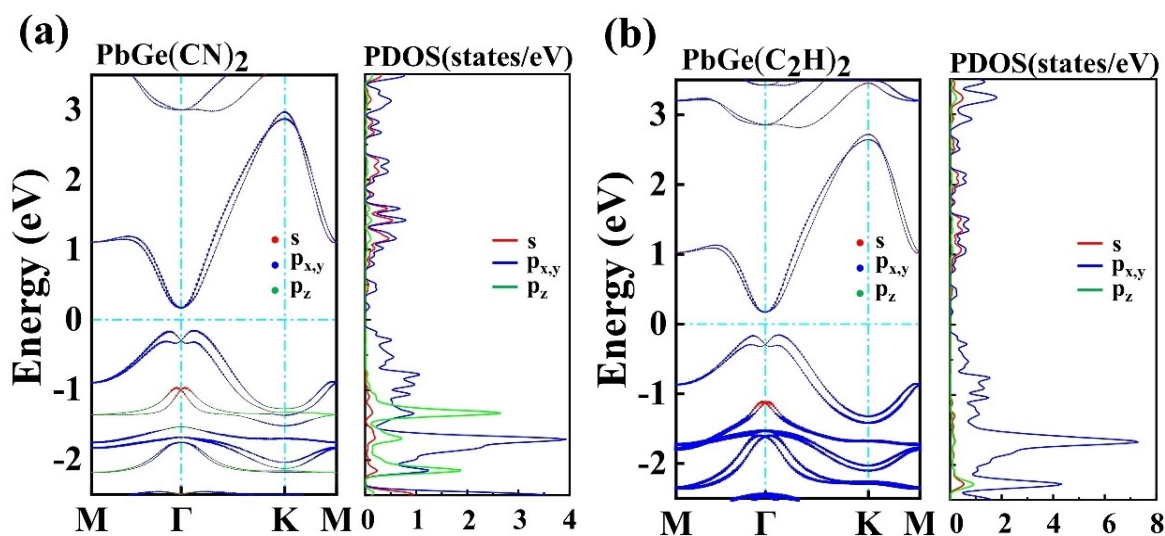 (a)
PbGe(CN)2
PDOS(states/eV)
Energy (eV)
3
2
1
0
-1
-2
s
px,y
pz
s
px,y
pz
M Γ K M
0 1 2 3 4
(b)
PbGe(C2H)2
PDOS(states/eV)
Energy (eV)
3
2
1
0
-1
-2
s
px,y
pz
s
px,y
pz
M Γ K M
0 2 4 6 8